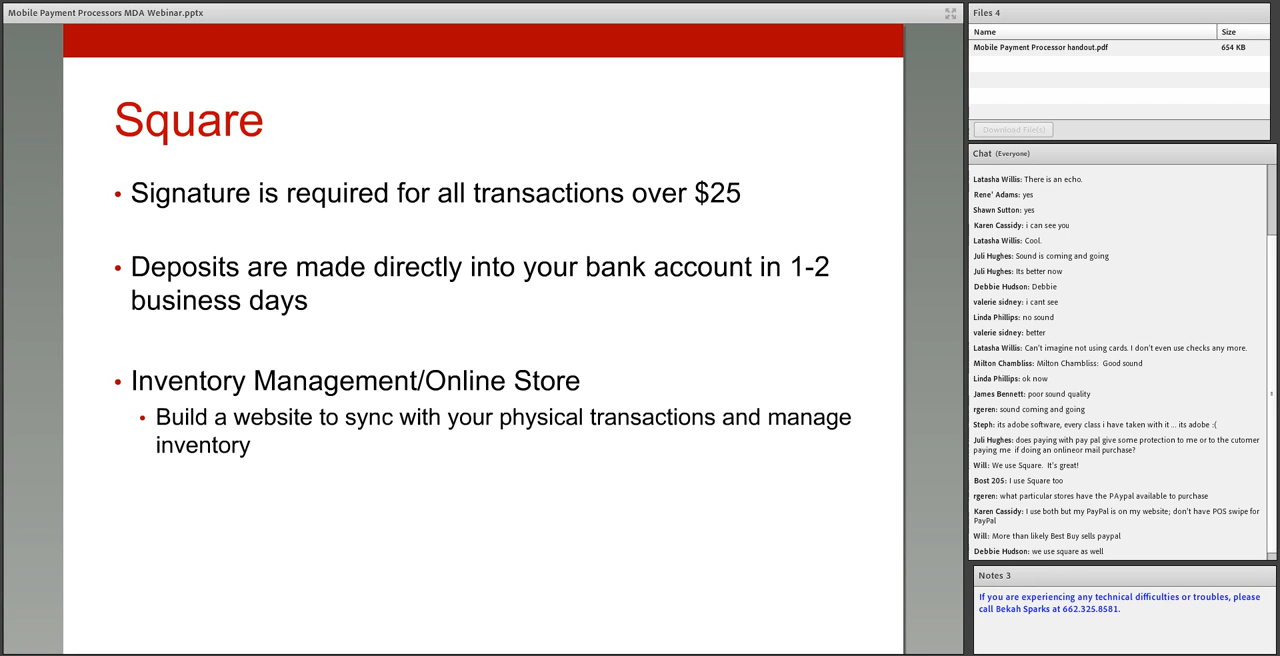 Mobile Payment Processors MDA Webinar.pptx
Square
• Signature is required for all transactions over $25
• Deposits are made directly into your bank account in 1-2
business days
• Inventory Management/Online Store
• Build a website to sync with your physical transactions and manage
inventory
Files 4
Name Size
Mobile Payment Processor handout.pdf 654 KB
Download File(s)
Chat (Everyone)
Latasha Willis: There is an echo.
Rene' Adams: yes
Shawn Sutton: yes
Karen Cassidy: i can see you
Latasha Willis: Cool.
Juli Hughes: Sound is coming and going
Juli Hughes: Its better now
Debbie Hudson: Debbie
valerie sidney: i cant see
Linda Phillips: no sound
valerie sidney: better
Latasha Willis: Can't imagine not using cards. I don't even use checks any more.
Milton Chambliss: Milton Chambliss: Good sound
Linda Phillips: ok now
James Bennett: poor sound quality
rgeren: sound coming and going
Steph: its adobe software, every class i have taken with it ... its adobe :(
Juli Hughes: does paying with pay pal give some protection to me or to the cutomer
paying me if doing an onlineor mail purchase?
Will: We use Square. It's great!
Bost 205: I use Square too
rgeren: what particular stores have the PAypal available to purchase
Karen Cassidy: I use both but my PayPal is on my website; don't have POS swipe for
PayPal
Will: More than likely Best Buy sells paypal
Debbie Hudson: we use square as well
Notes 3
If you are experiencing any technical difficulties or troubles, please
call Bekah Sparks at 662.325.8581.